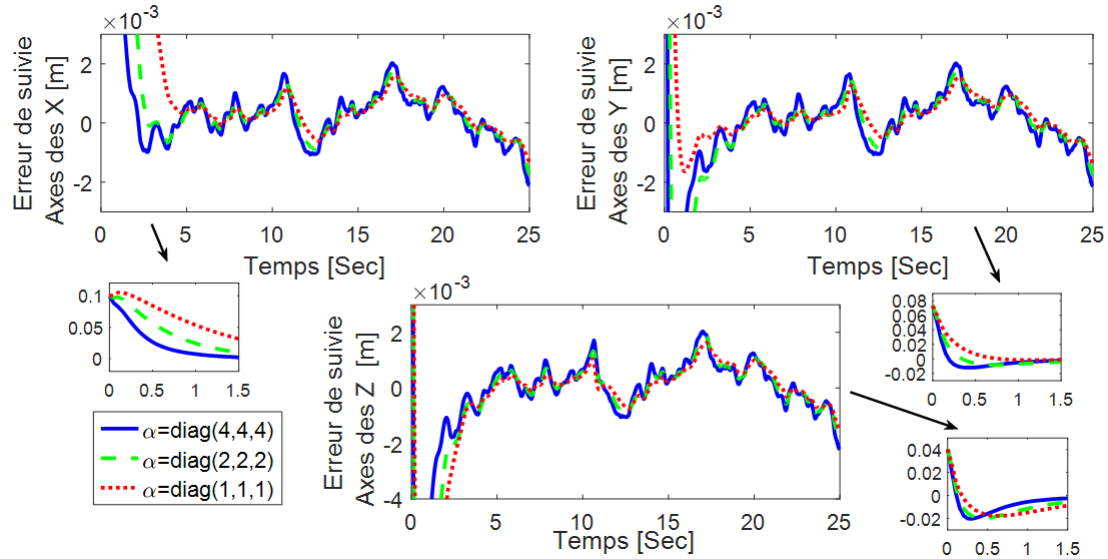 ×10⁻³
Erreur de suivie
Axes des X [m]
2
0
-2
0 5 10 15 20 25
Temps [Sec]
×10⁻³
Erreur de suivie
Axes des Y [m]
2
0
-2
0 5 10 15 20 25
Temps [Sec]
0.1
0.05
0
0 0.5 1 1.5
α=diag(4,4,4)
α=diag(2,2,2)
α=diag(1,1,1)
×10⁻³
Erreur de suivie
Axes des Z [m]
2
0
-2
-4
0 5 10 15 20 25
Temps [Sec]
0.08
0.06
0.04
0.02
0
-0.02
0 0.5 1 1.5
0.04
0.02
0
-0.02
0 0.5 1 1.5